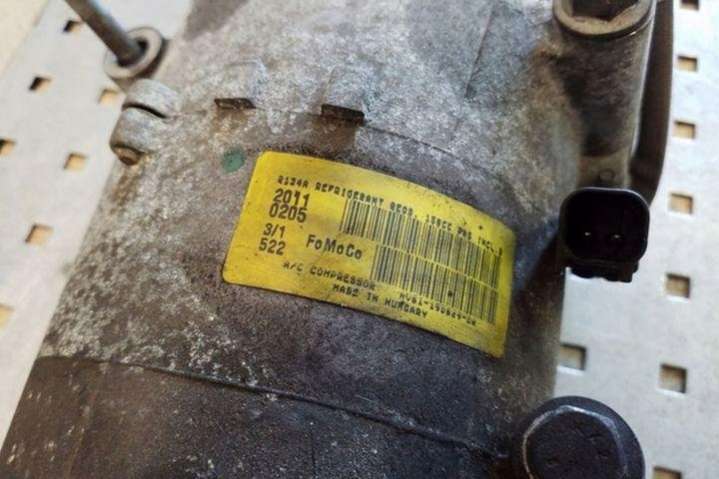 R134A REFRIGERANT REQD.
2011
0205
3/1
522
FoMoCo
A/C COMPRESSOR
MADE IN HUNGARY